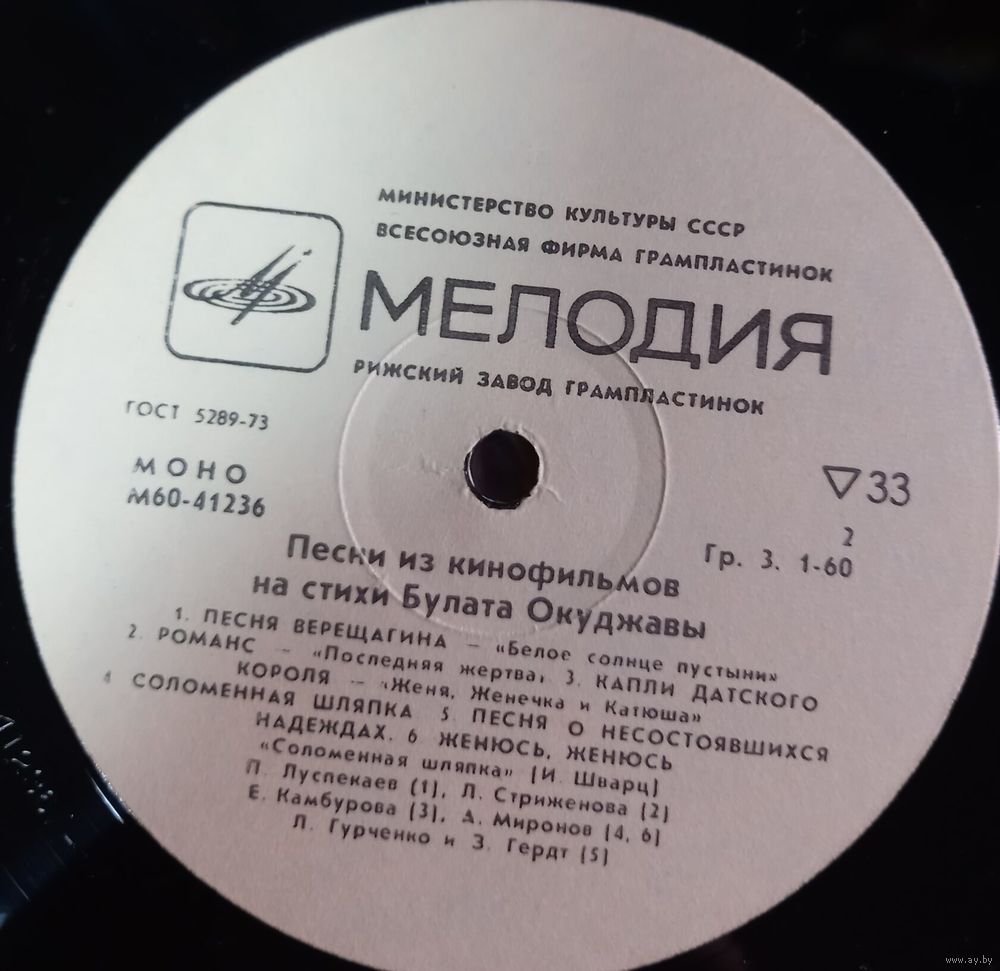 МИНИСТЕРСТВО КУЛЬТУРЫ СССР
ВСЕСОЮЗНАЯ ФИРМА ГРАМПЛАСТИНОК
МЕЛОДИЯ
РИЖСКИЙ ЗАВОД ГРАМПЛАСТИНОК
ГОСТ 5289-73
МОНО
М60-41236
▽33
2
Гр. 3. 1-60
Песни из кинофильмов
на стихи Булата Окуджавы
1. ПЕСНЯ ВЕРЕЩАГИНА – «Белое солнце пустыни»
2. РОМАНС – «Последняя жертва, 3. КАПЛИ ДАТСКОГО
КОРОЛЯ – «Женя, Женечка и Катюша»
4 СОЛОМЕННАЯ ШЛЯПКА 5. ПЕСНЯ О НЕСОСТОЯВШИХСЯ
НАДЕЖДАХ. 6 ЖЕНЮСЬ, ЖЕНЮСЬ
«Соломенная шляпка» (И. Шварц)
П. Луспекаев (1), Л. Стриженова (2)
Е. Камбурова (3), А. Миронов (4, 6)
Л. Гурченко и З. Гердт (5)
www.ay.by